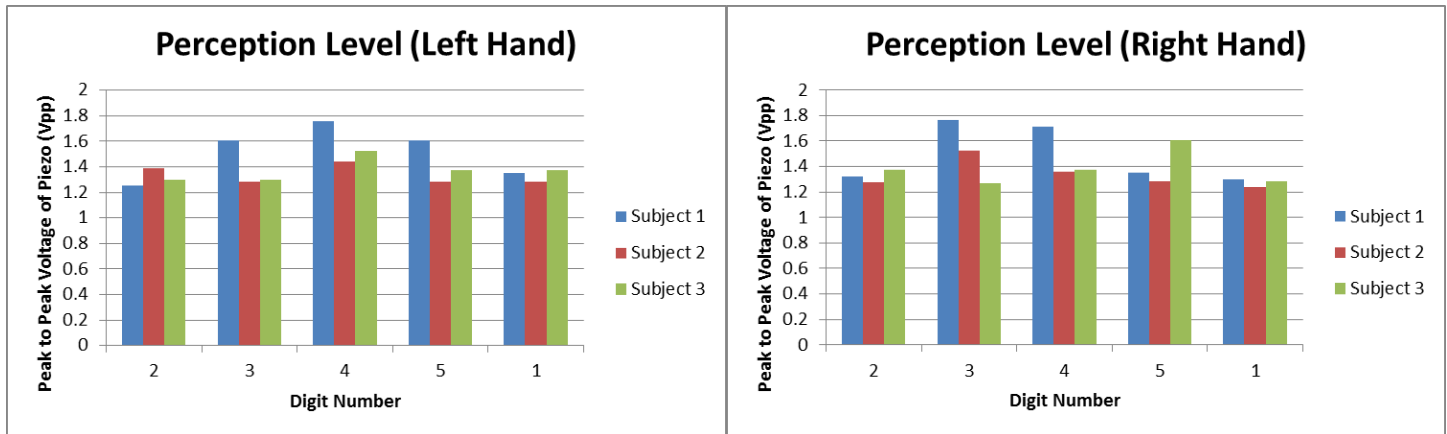 Perception Level (Left Hand)
Peak to Peak Voltage of Piezo (Vpp)
2
1.8
1.6
1.4
1.2
1
0.8
0.6
0.4
0.2
0
2 3 4 5 1
Digit Number
Subject 1
Subject 2
Subject 3
Perception Level (Right Hand)
Peak to Peak Voltage of Piezo (Vpp)
2
1.8
1.6
1.4
1.2
1
0.8
0.6
0.4
0.2
0
2 3 4 5 1
Digit Number
Subject 1
Subject 2
Subject 3